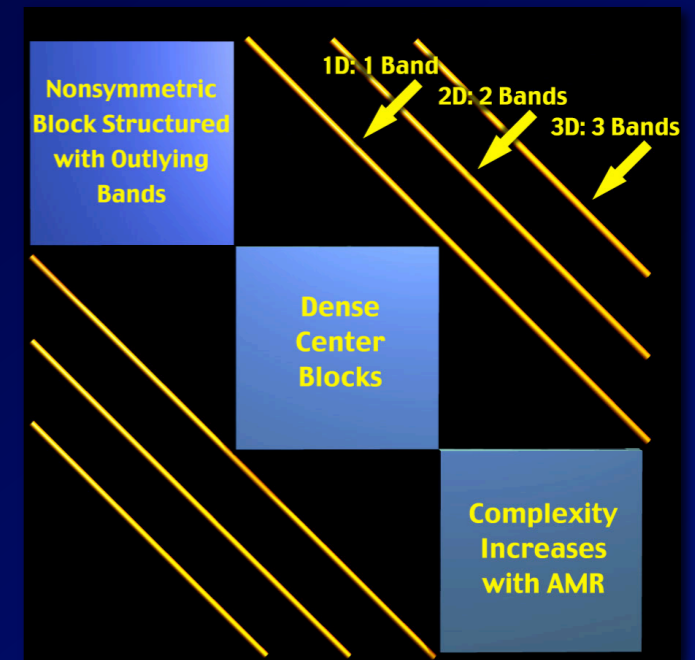 Nonsymmetric
Block Structured
with Outlying
Bands
1D: 1 Band
2D: 2 Bands
3D: 3 Bands
Dense
Center
Blocks
Complexity
Increases
with AMR